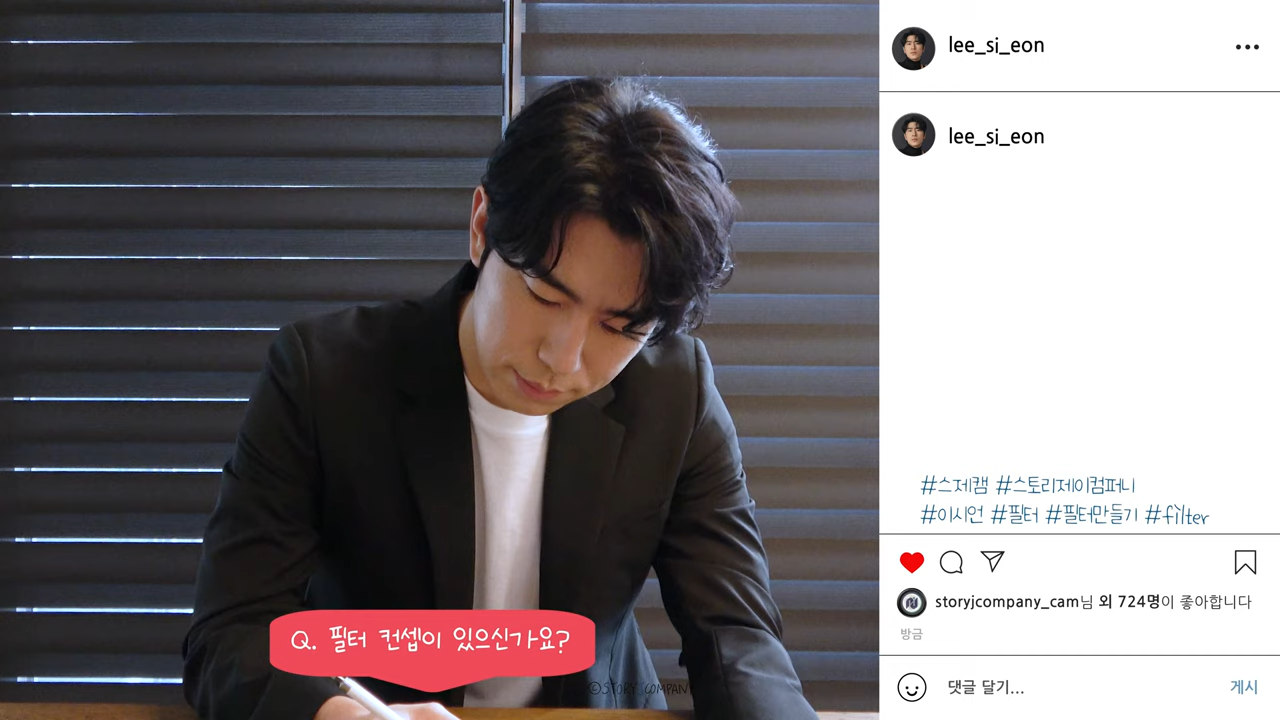 lee_si_eon
lee_si_eon
#스제캠 #스토리제이컴퍼니
#이시언 #필터 #필터만들기 #filter
storyjcompany_cam님 외 724명이 좋아합니다
방금
댓글 달기...
게시
Q. 필터 컨셉이 있으신가요?
©STORY J COMPANY